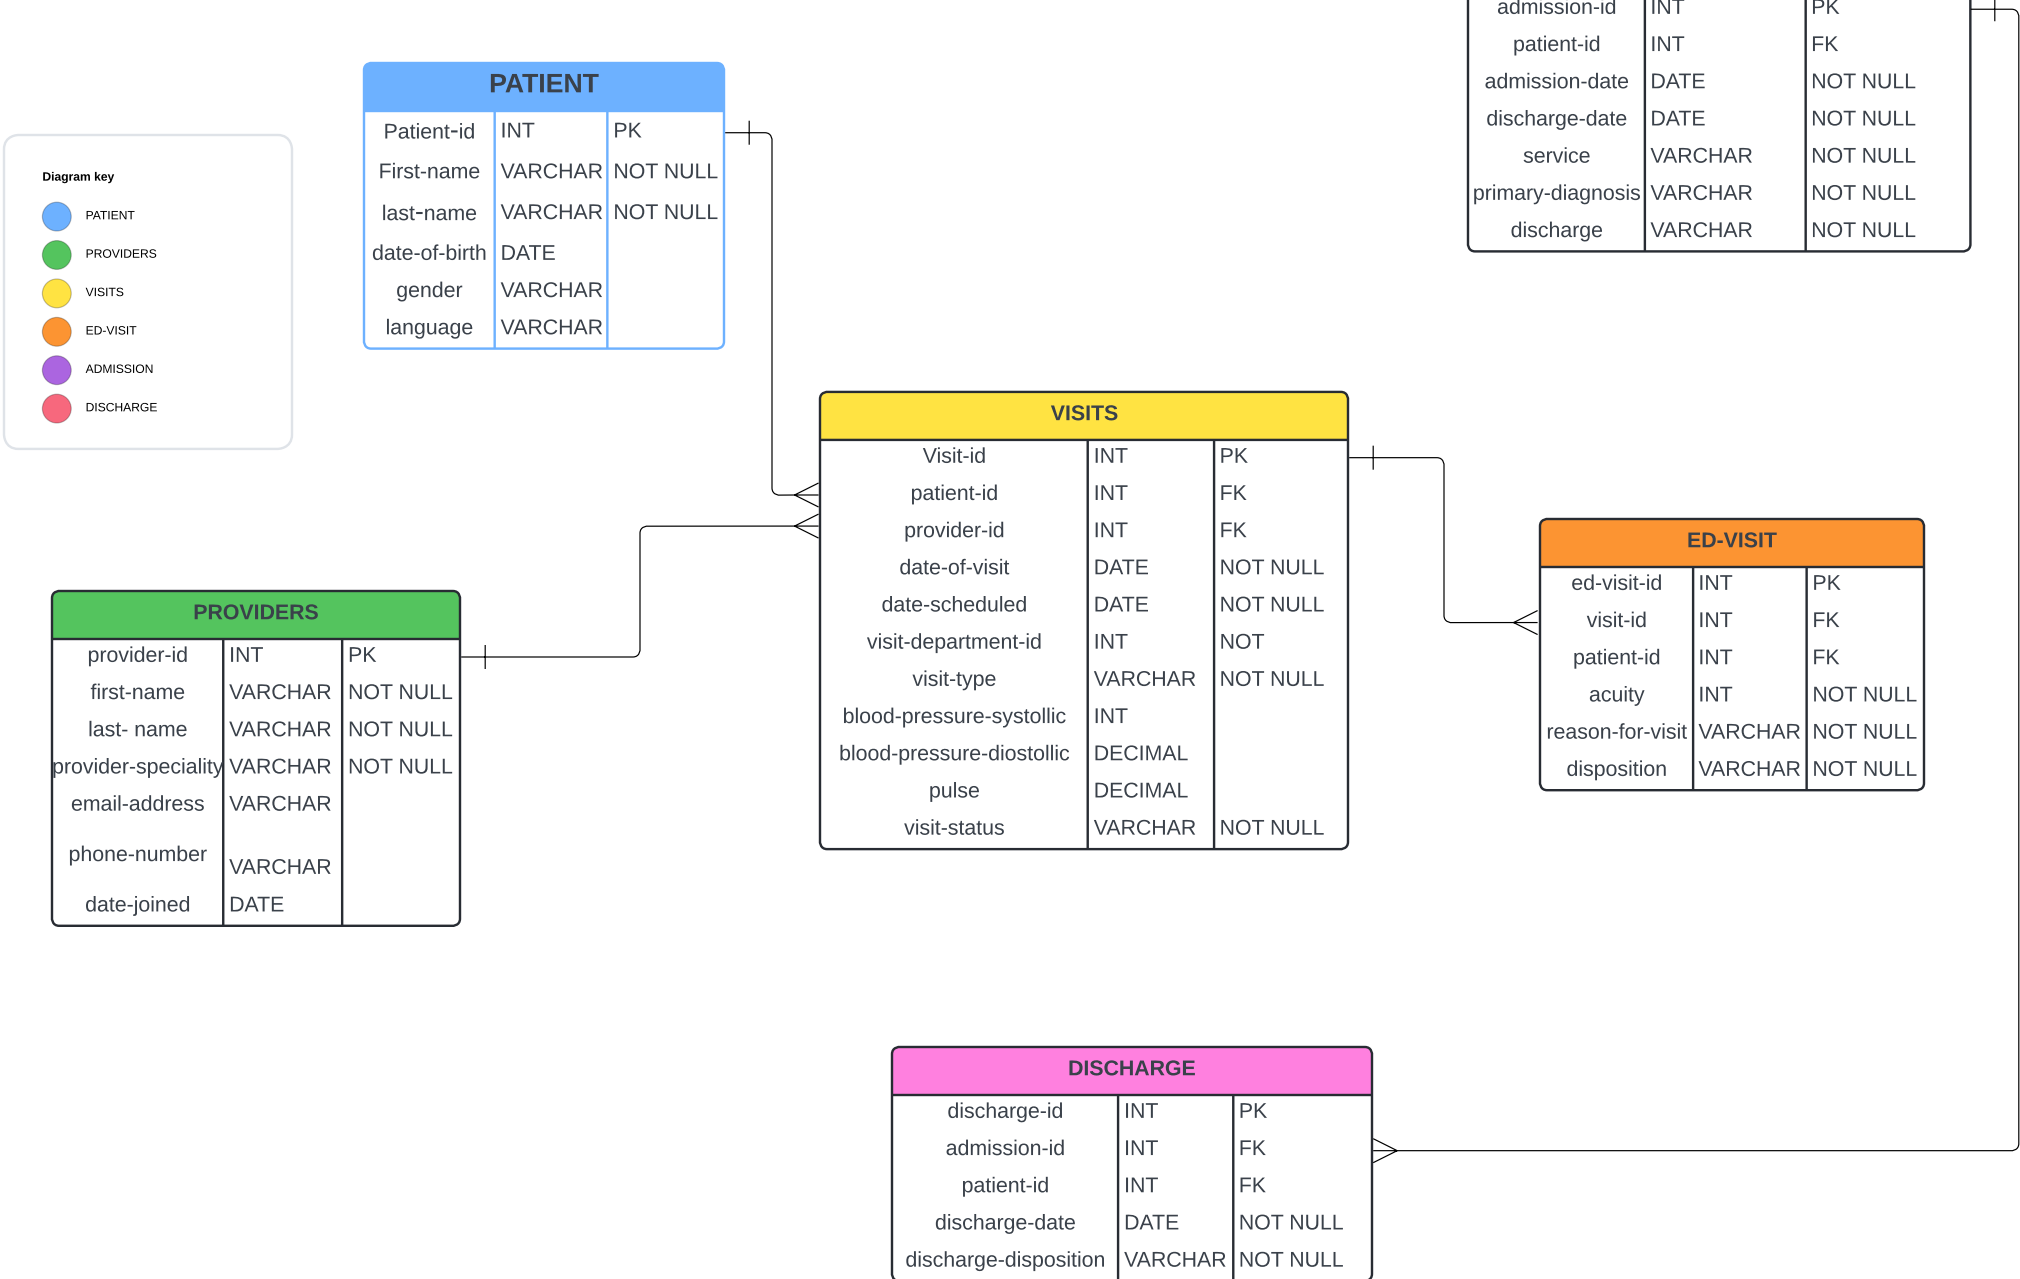 admission-id INT PK
patient-id INT FK
admission-date DATE NOT NULL
discharge-date DATE NOT NULL
service VARCHAR NOT NULL
primary-diagnosis VARCHAR NOT NULL
discharge VARCHAR NOT NULL
PATIENT
Patient-id INT PK
First-name VARCHAR NOT NULL
last-name VARCHAR NOT NULL
date-of-birth DATE
gender VARCHAR
language VARCHAR
Diagram key
PATIENT
PROVIDERS
VISITS
ED-VISIT
ADMISSION
DISCHARGE
VISITS
Visit-id INT PK
patient-id INT FK
provider-id INT FK
date-of-visit DATE NOT NULL
date-scheduled DATE NOT NULL
visit-department-id INT NOT
visit-type VARCHAR NOT NULL
blood-pressure-systollic INT
blood-pressure-diostollic DECIMAL
pulse DECIMAL
visit-status VARCHAR NOT NULL
ED-VISIT
ed-visit-id INT PK
visit-id INT FK
patient-id INT FK
acuity INT NOT NULL
reason-for-visit VARCHAR NOT NULL
disposition VARCHAR NOT NULL
PROVIDERS
provider-id INT PK
first-name VARCHAR NOT NULL
last- name VARCHAR NOT NULL
provider-speciality VARCHAR NOT NULL
email-address VARCHAR
phone-number VARCHAR
date-joined DATE
DISCHARGE
discharge-id INT PK
admission-id INT FK
patient-id INT FK
discharge-date DATE NOT NULL
discharge-disposition VARCHAR NOT NULL